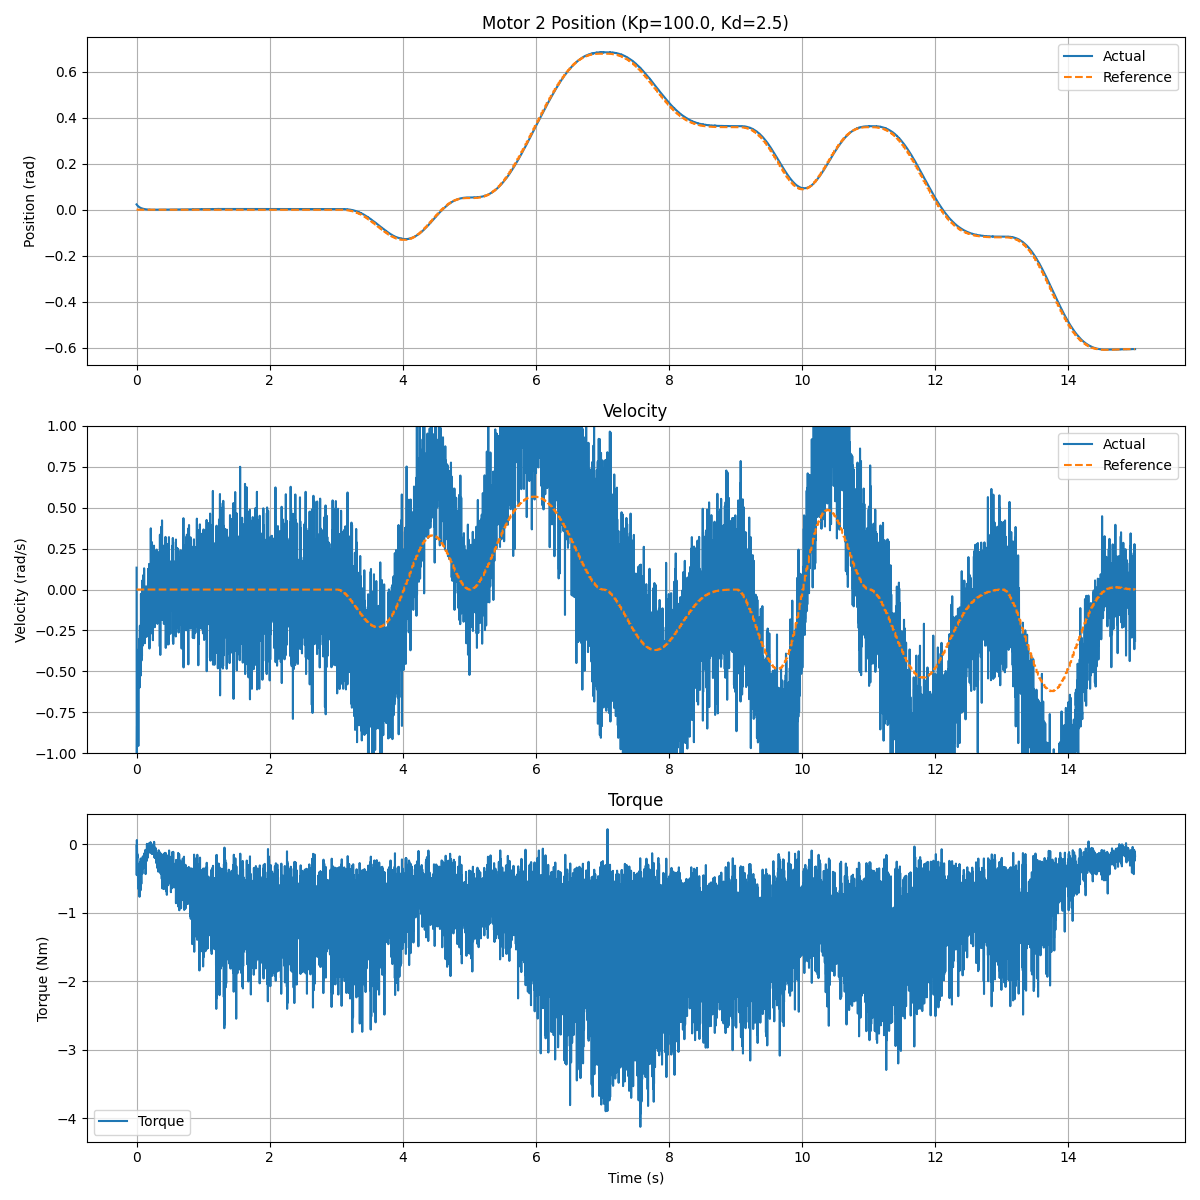 Motor 2 Position (Kp=100.0, Kd=2.5)
Actual
Reference
Position (rad)
0.6
0.4
0.2
0.0
−0.2
−0.4
−0.6
0 2 4 6 8 10 12 14
Velocity
Actual
Reference
Velocity (rad/s)
1.00
0.75
0.50
0.25
0.00
−0.25
−0.50
−0.75
−1.00
0 2 4 6 8 10 12 14
Torque
Torque (Nm)
0
−1
−2
−3
−4
Torque
0 2 4 6 8 10 12 14
Time (s)